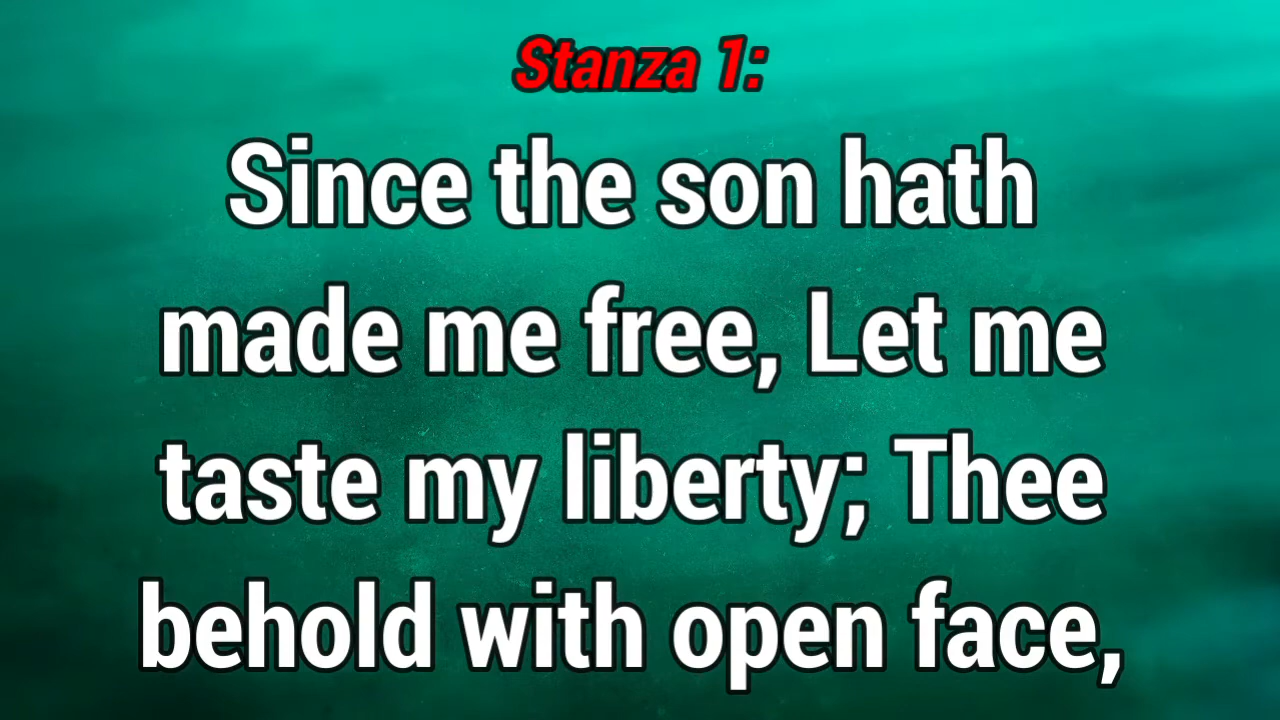 Stanza 1:
Since the son hath
made me free, Let me
taste my liberty; Thee
behold with open face,